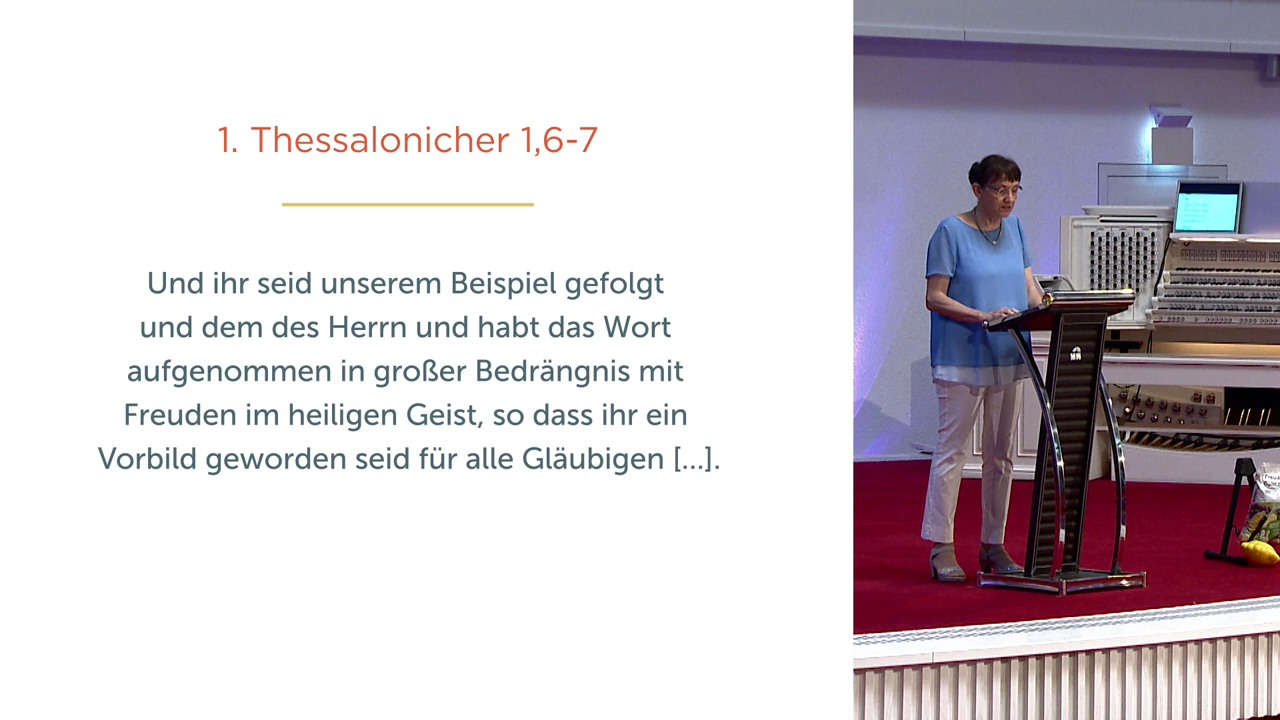 1. Thessalonicher 1,6-7
Und ihr seid unserem Beispiel gefolgt
und dem des Herrn und habt das Wort
aufgenommen in großer Bedrängnis mit
Freuden im heiligen Geist, so dass ihr ein
Vorbild geworden seid für alle Gläubigen [...].